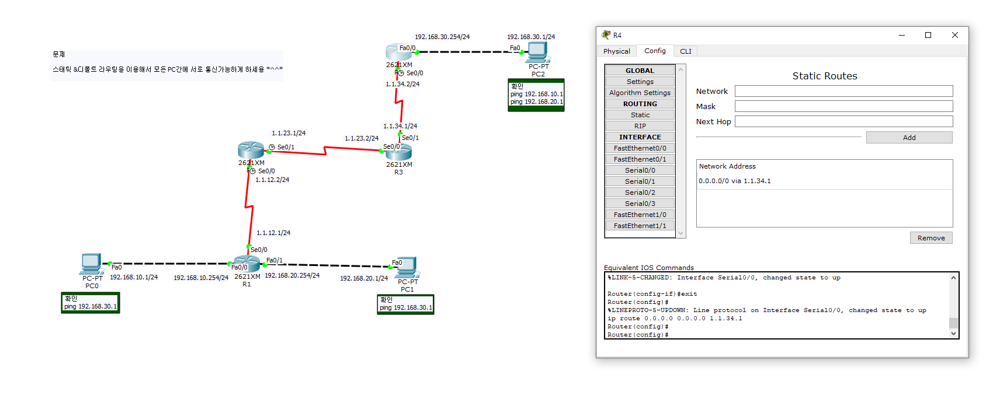 문제
스태틱 &디폴트 라우팅을 이용해서 모든 PC간에 서로 통신가능하게 하세용 *^^*
192.168.30.254/24
192.168.30.1/24
Fa0/0
Fa0
2621XM
PC-PT
PC2
Se0/0
1.1.34.2/24
확인
ping 192.168.10.1
ping 192.168.20.1
1.1.34.1/24
1.1.23.1/24
1.1.23.2/24
Se0/1
Se0/1
Se0/0
2621XM
2621XM
R3
Se0/0
1.1.12.2/24
1.1.12.1/24
Se0/0
Fa0/1
Fa0
Fa0/0
Fa0
192.168.10.1/24
192.168.10.254/24
2621XM
R1
192.168.20.254/24
192.168.20.1/24
PC-PT
PC0
PC-PT
PC1
확인
ping 192.168.30.1
확인
ping 192.168.30.1
R4
Physical
Config
CLI
GLOBAL
Settings
Algorithm Settings
ROUTING
Static
RIP
INTERFACE
FastEthernet0/0
FastEthernet0/1
Serial0/0
Serial0/1
Serial0/2
Serial0/3
FastEthernet1/0
FastEthernet1/1
Static Routes
Network
Mask
Next Hop
Add
Network Address
0.0.0.0/0 via 1.1.34.1
Remove
Equivalent IOS Commands
%LINK-5-CHANGED: Interface Serial0/0, changed state to up
Router(config-if)#exit
Router(config)#
%LINEPROTO-5-UPDOWN: Line protocol on Interface Serial0/0, changed state to up
ip route 0.0.0.0 0.0.0.0 1.1.34.1
Router(config)#
Router(config)#